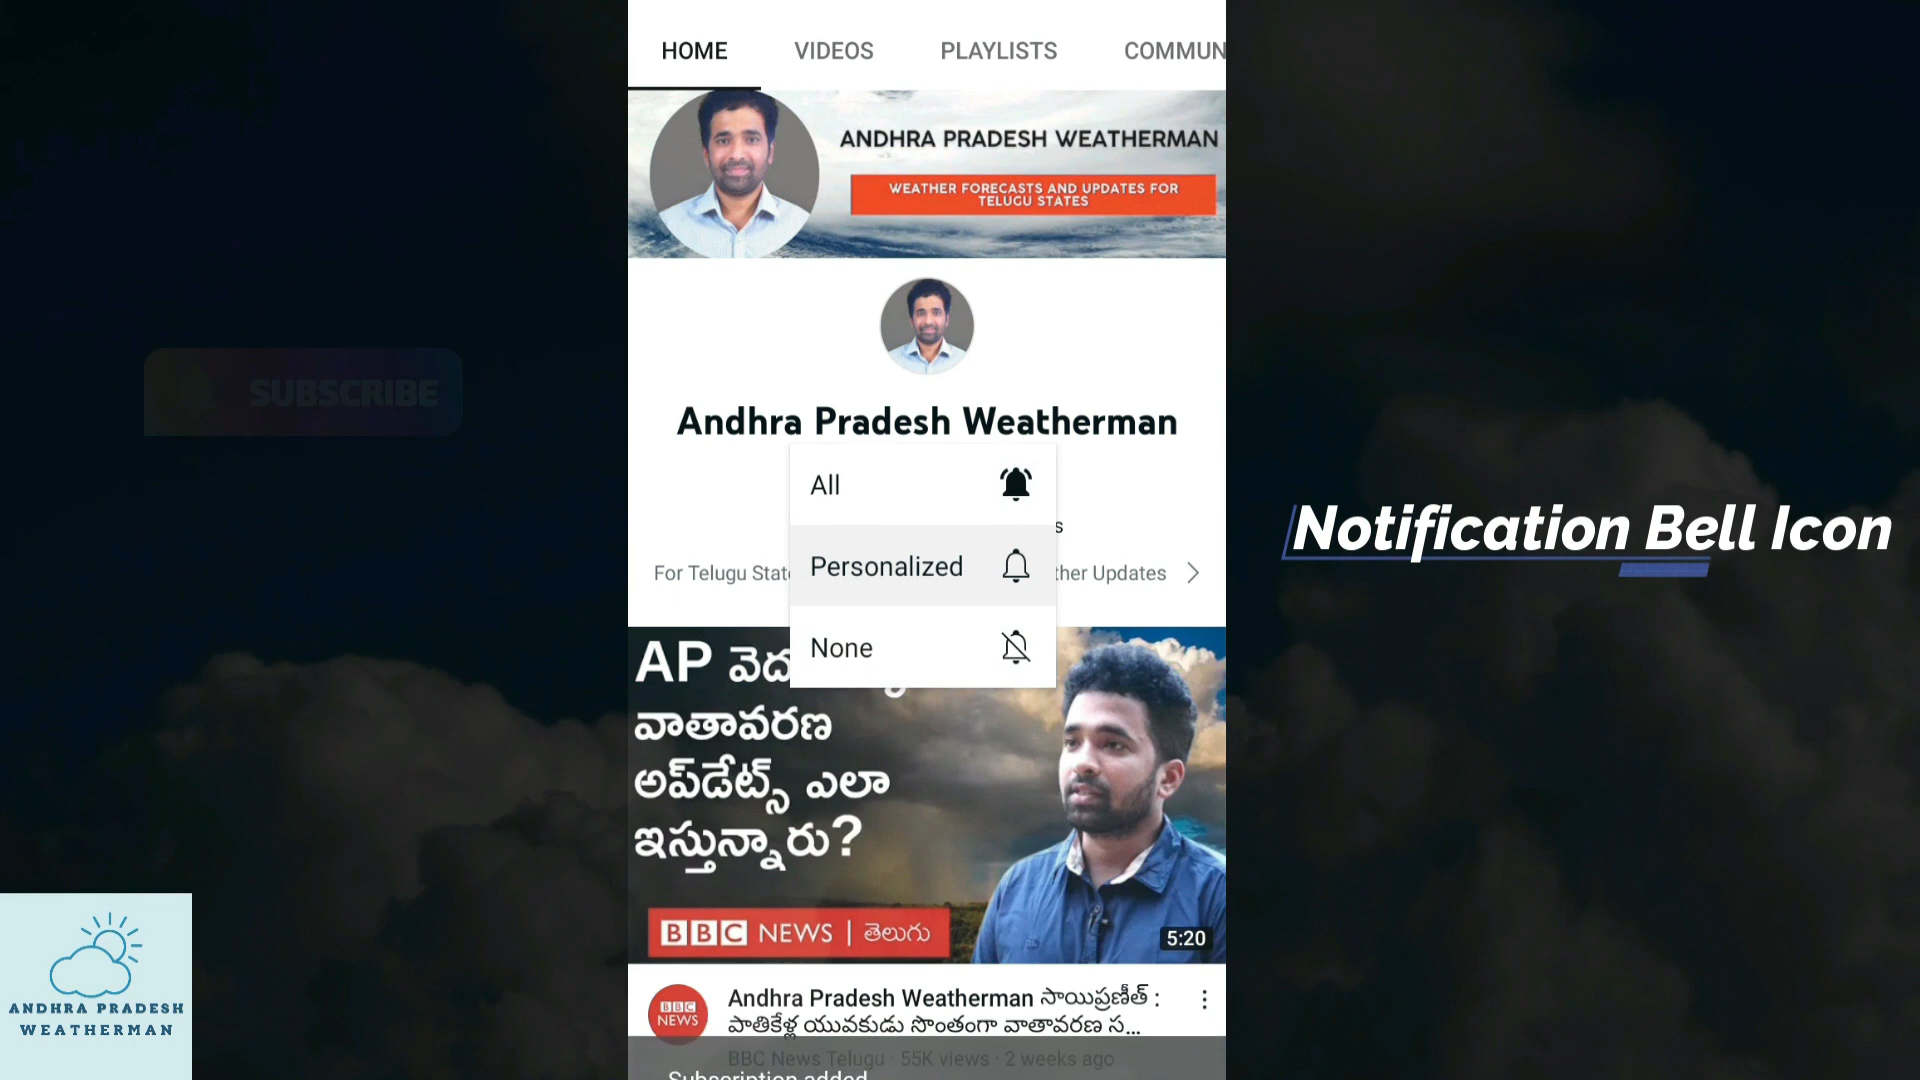 HOME VIDEOS PLAYLISTS COMMUN
ANDHRA PRADESH WEATHERMAN
WEATHER FORECASTS AND UPDATES FOR
TELUGU STATES
SUBSCRIBE
Andhra Pradesh Weatherman
All
Personalized
None
For Telugu Stat
ther Updates
Notification Bell Icon
AP
వాతావరణ
అప్‌డేట్స్ ఎలా
ఇస్తున్నారు?
BBC NEWS | తెలుగు
5:20
BBC
NEWS
Andhra Pradesh Weatherman సాయిప్రణీత్ :
పాతికేళ్ల యువకుడు సొంతంగా వాతావరణ స...
BBC News Telugu · 55K views · 2 weeks ago
Subscription added
ANDHRA PRADESH
WEATHERMAN